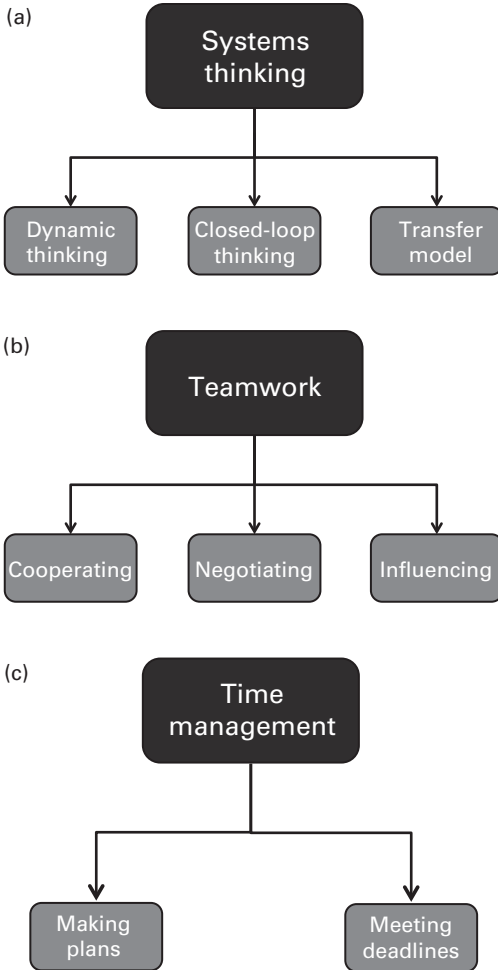 (a)
Systems
thinking
Dynamic
thinking
Closed-loop
thinking
Transfer
model
(b)
Teamwork
Cooperating
Negotiating
Influencing
(c)
Time
management
Making
plans
Meeting
deadlines